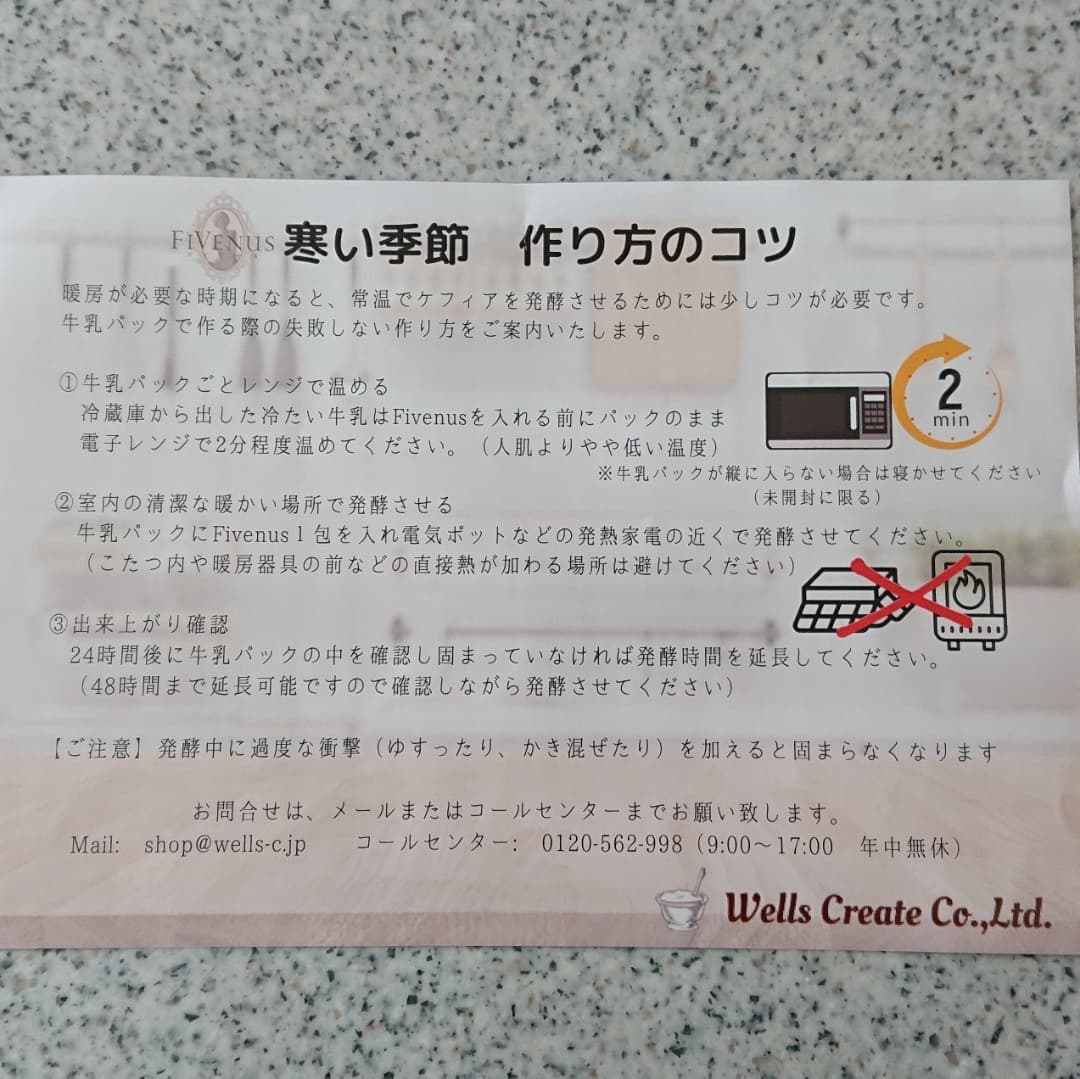 FIVENUS 寒い季節 作り方のコツ
暖房が必要な時期になると、常温でケフィアを発酵させるためには少しコツが必要です。
牛乳パックで作る際の失敗しない作り方をご案内いたします。
①牛乳パックごとレンジで温める
冷蔵庫から出した冷たい牛乳はFivenusを入れる前にパックのまま
電子レンジで2分程度温めてください。（人肌よりやや低い温度）
2
min
※牛乳パックが縦に入らない場合は寝かせてください
（未開封に限る）
②室内の清潔な暖かい場所で発酵させる
牛乳パックにFivenus１包を入れ電気ポットなどの発熱家電の近くで発酵させてください。
（こたつ内や暖房器具の前などの直接熱が加わる場所は避けてください）
③出来上がり確認
24時間後に牛乳パックの中を確認し固まっていなければ発酵時間を延長してください。
（48時間まで延長可能ですので確認しながら発酵させてください）
【ご注意】発酵中に過度な衝撃（ゆすったり、かき混ぜたり）を加えると固まらなくなります
お問合せは、メールまたはコールセンターまでお願い致します。
Mail: shop@wells-c.jp コールセンター: 0120-562-998（9:00～17:00 年中無休）
Wells Create Co.,Ltd.